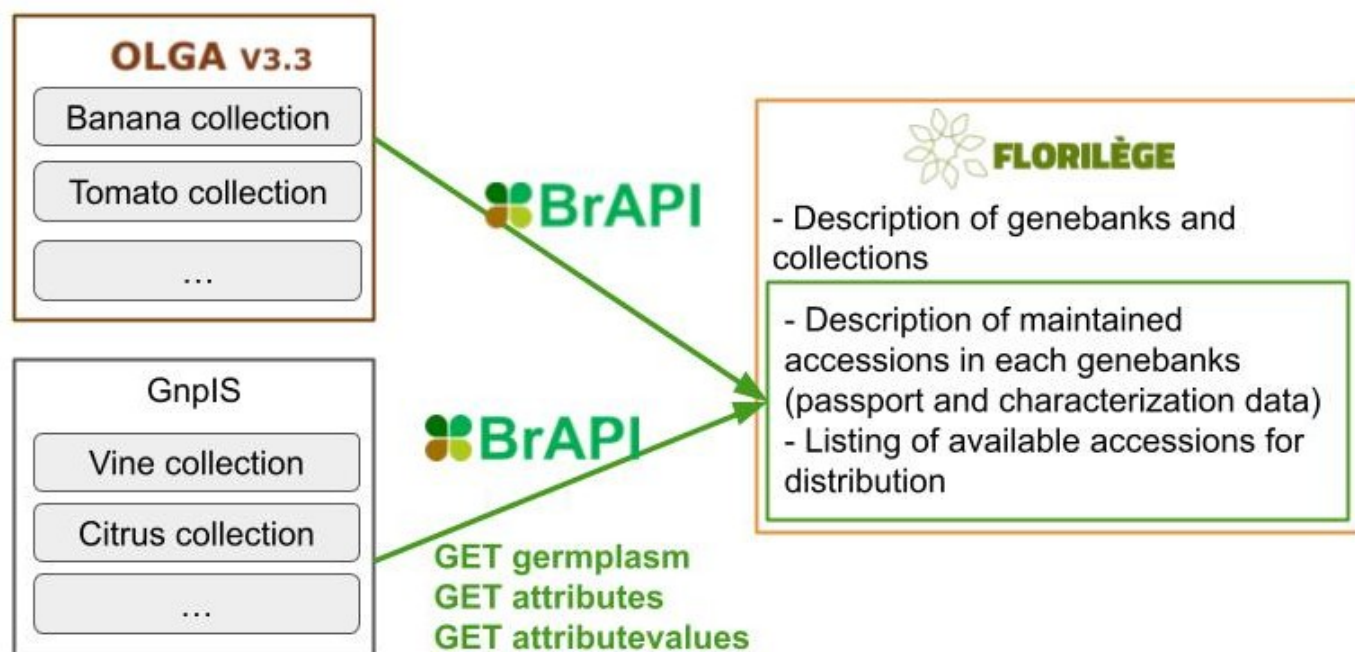 OLGA V3.3
Banana collection
Tomato collection
...
GnpIS
Vine collection
Citrus collection
...
BrAPI
BrAPI
GET germplasm
GET attributes
GET attributevalues
FLORILÈGE
- Description of genebanks and
collections
- Description of maintained
accessions in each genebanks
(passport and characterization data)
- Listing of available accessions for
distribution